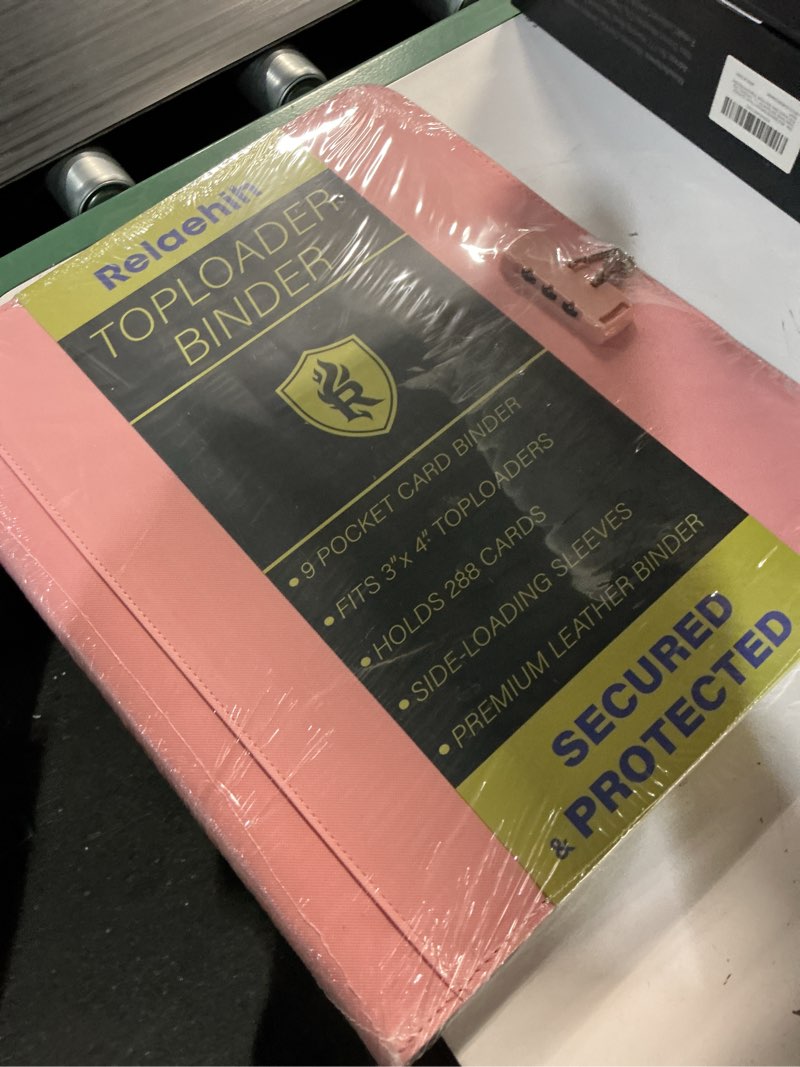 Relaehih
TOPLOADER
BINDER
R
• 9 POCKET CARD BINDER
• FITS 3"x 4" TOPLOADERS
• HOLDS 288 CARDS
• SIDE-LOADING SLEEVES
• PREMIUM LEATHER BINDER
SECURED
& PROTECTED